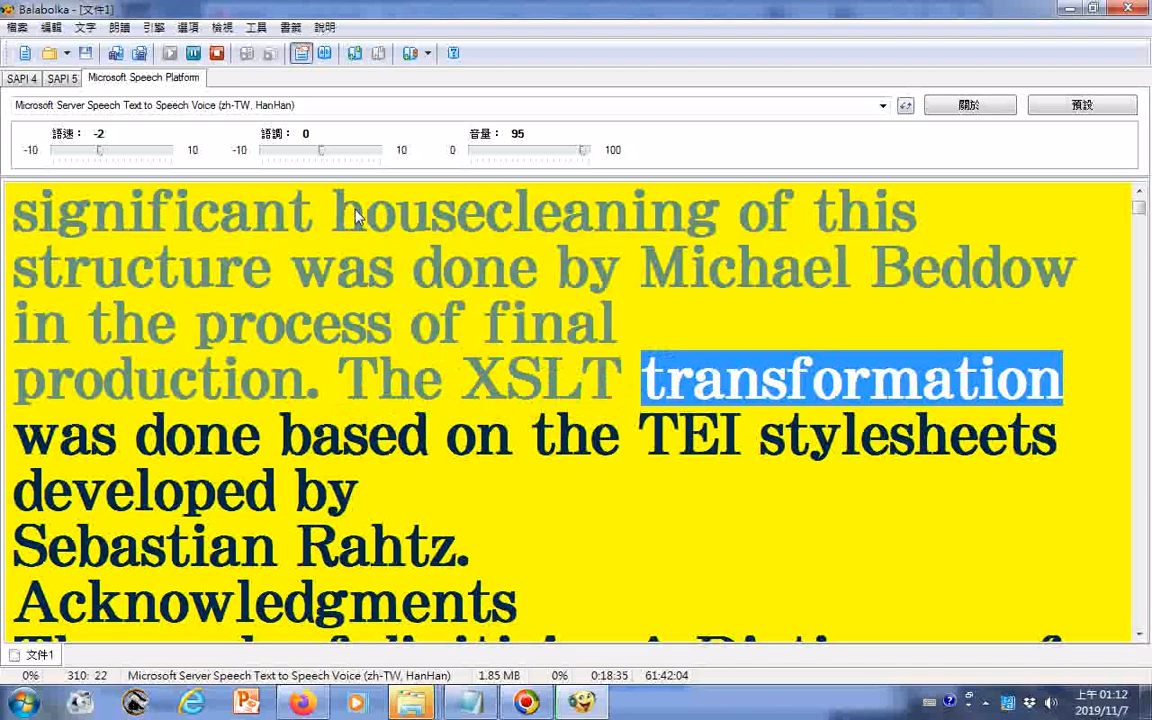 Balabolka - [文件1]
檔案 編輯 文字 朗讀 引擎 選項 檢視 工具 書籤 說明
SAPI 4 SAPI 5 Microsoft Speech Platform
Microsoft Server Speech Text to Speech Voice (zh-TW, HanHan) 關於 預設
語速： -2 語調： 0 音量： 95
-10 10 -10 10 0 100
significant housecleaning of this
structure was done by Michael Beddow
in the process of final
production. The XSLT transformation
was done based on the TEI stylesheets
developed by
Sebastian Rahtz.
Acknowledgments
文件1
0% 310: 22 Microsoft Server Speech Text to Speech Voice (zh-TW, HanHan) 1.85 MB 0% 0:18:35 61:42:04
上午 01:12
2019/11/7